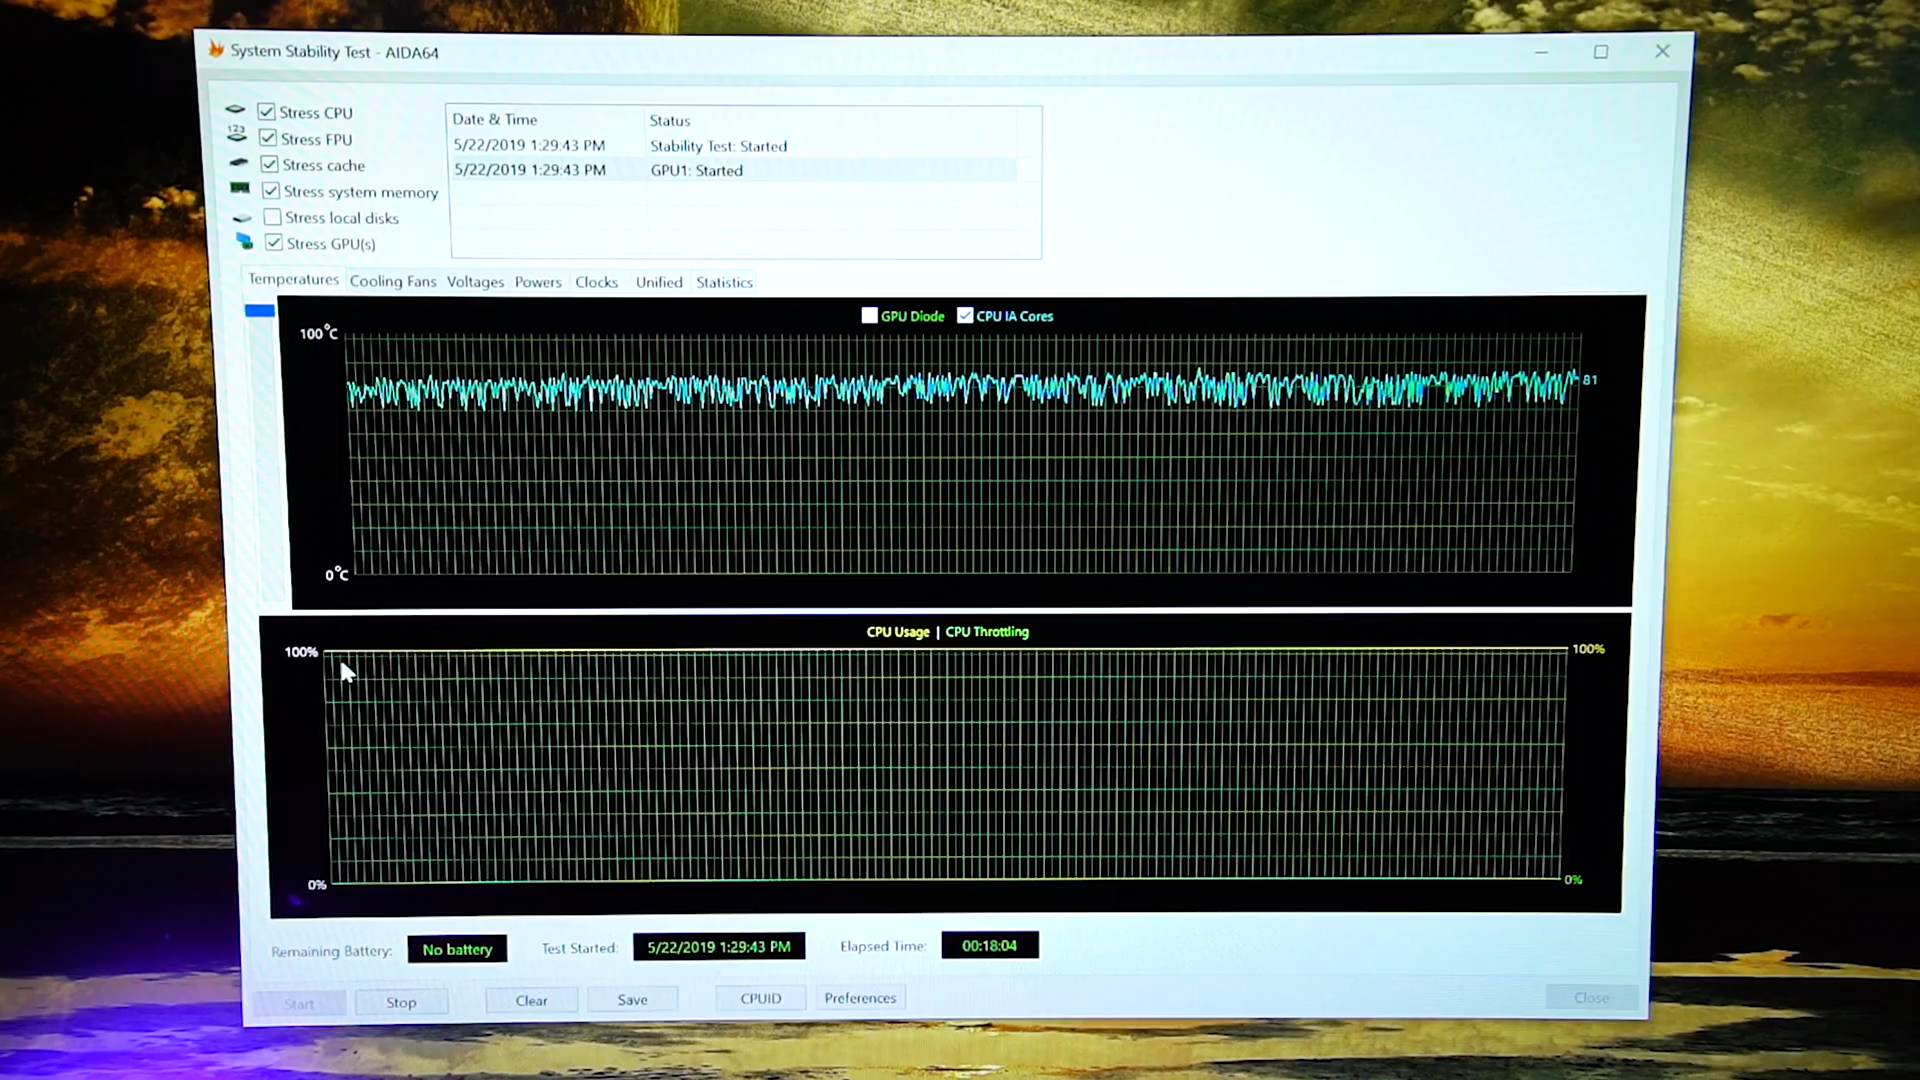 System Stability Test - AIDA64
Stress CPU
123
Stress FPU
Stress cache
Stress system memory
Stress local disks
Stress GPU(s)
Date & Time Status
5/22/2019 1:29:43 PM Stability Test: Started
5/22/2019 1:29:43 PM GPU1: Started
Temperatures Cooling Fans Voltages Powers Clocks Unified Statistics
GPU Diode CPU IA Cores
100°C
81
0°C
CPU Usage | CPU Throttling
100% 100%
0% 0%
Remaining Battery: No battery Test Started: 5/22/2019 1:29:43 PM Elapsed Time: 00:18:04
Start Stop Clear Save CPUID Preferences Close